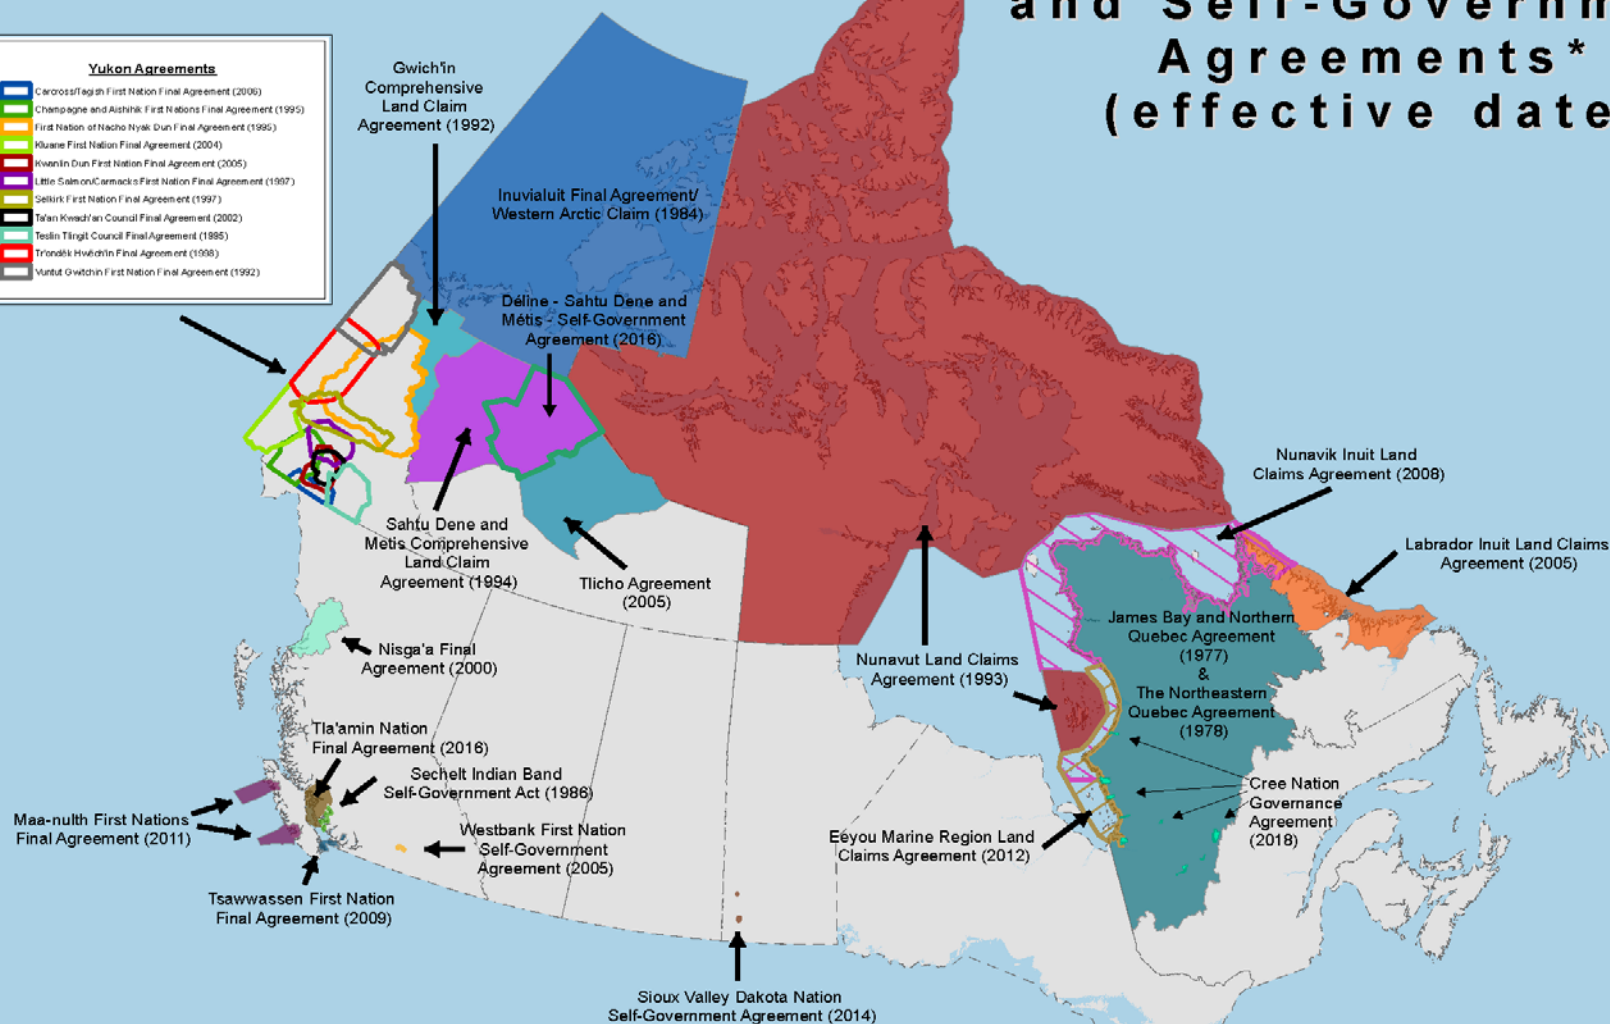 and Self-Governm
Agreements*
(effective date
Yukon Agreements
Carcross/Tagish First Nation Final Agreement (2006)
Champagne and Aishihik First Nations Final Agreement (1995)
First Nation of Nacho Nyak Dun Final Agreement (1995)
Kluane First Nation Final Agreement (2004)
Kwanlin Dun First Nation Final Agreement (2005)
Little Salmon/Carmacks First Nation Final Agreement (1997)
Selkirk First Nation Final Agreement (1997)
Ta'an Kwach'an Council Final Agreement (2002)
Teslin Tlingit Council Final Agreement (1995)
Tr'ondëk Hwëch'in Final Agreement (1998)
Vuntut Gwitchin First Nation Final Agreement (1992)
Gwich'in
Comprehensive
Land Claim
Agreement (1992)
Inuvialuit Final Agreement/
Western Arctic Claim (1984)
Déline - Sahtu Dene and
Métis - Self-Government
Agreement (2016)
Sahtu Dene and
Metis Comprehensive
Land Claim
Agreement (1994)
Tlicho Agreement
(2005)
Nunavik Inuit Land
Claims Agreement (2008)
Labrador Inuit Land Claims
Agreement (2005)
James Bay and Northern
Quebec Agreement
(1977)
&
The Northeastern
Quebec Agreement
(1978)
Nunavut Land Claims
Agreement (1993)
Nisga'a Final
Agreement (2000)
Tla'amin Nation
Final Agreement (2016)
Sechelt Indian Band
Self-Government Act (1986)
Maa-nulth First Nations
Final Agreement (2011)
Westbank First Nation
Self-Government
Agreement (2005)
Tsawwassen First Nation
Final Agreement (2009)
Cree Nation
Governance
Agreement
(2018)
Eeyou Marine Region Land
Claims Agreement (2012)
Sioux Valley Dakota Nation
Self-Government Agreement (2014)